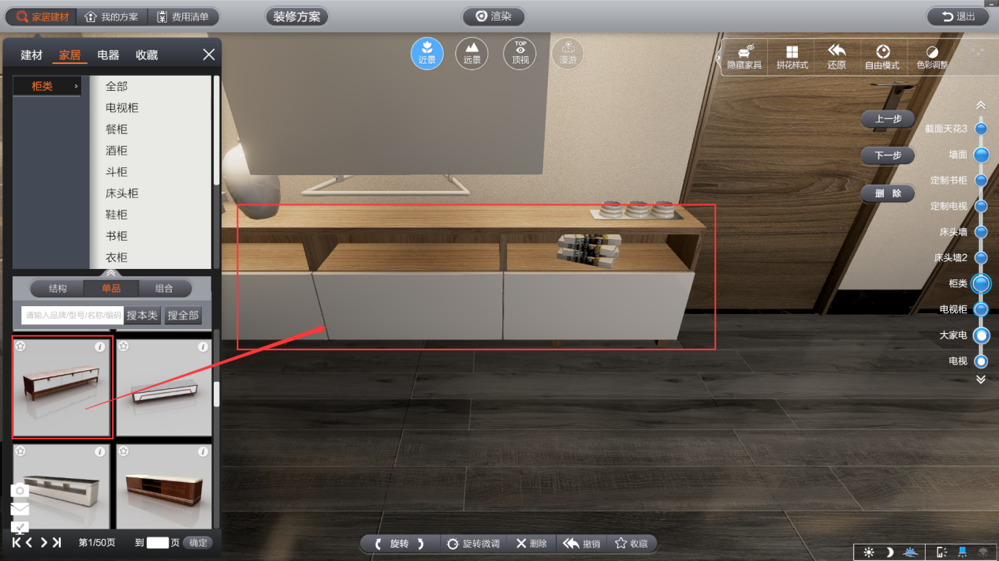 家居建材 我的方案 费用清单 装修方案 渲染 退出
建材 家居 电器 收藏
近景 远景 TOP 顶视 漫游
隐藏家具 拼花样式 还原 自由模式 色彩调整
柜类 >
全部
电视柜
餐柜
酒柜
斗柜
床头柜
鞋柜
书柜
衣柜
上一步
下一步
删 除
截面天花3
墙面
定制书柜
定制电视
床头墙
床头墙2
柜类
电视柜
大家电
电视
结构 单品 组合
请输入品牌/型号/名称/编码 搜本类 搜全部
第1/50页 到 页 确定
旋转 旋转微调 删除 撤销 收藏